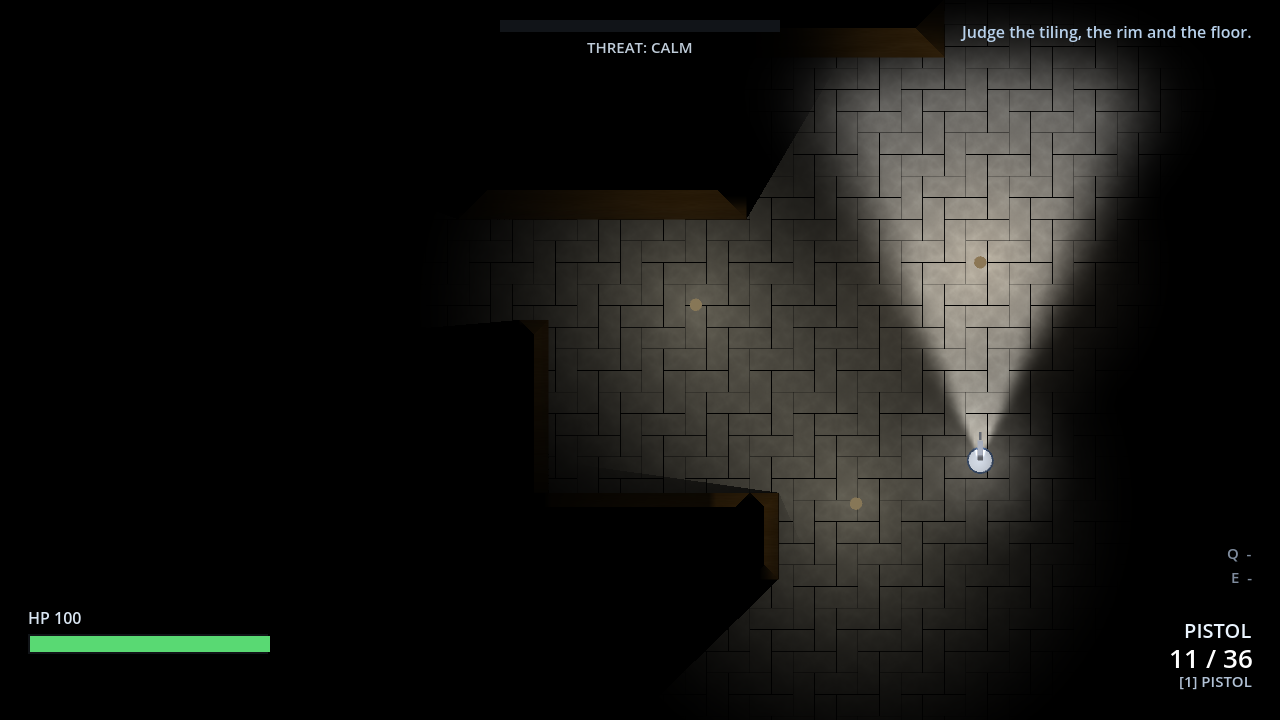 Judge the tiling, the rim and the floor.
THREAT: CALM
Q -
E -
HP 100
PISTOL
11 / 36
[1] PISTOL